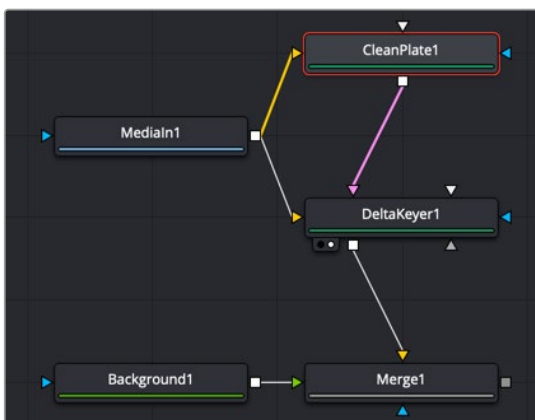 CleanPlate1
MediaIn1
DeltaKeyer1
Background1
Merge1